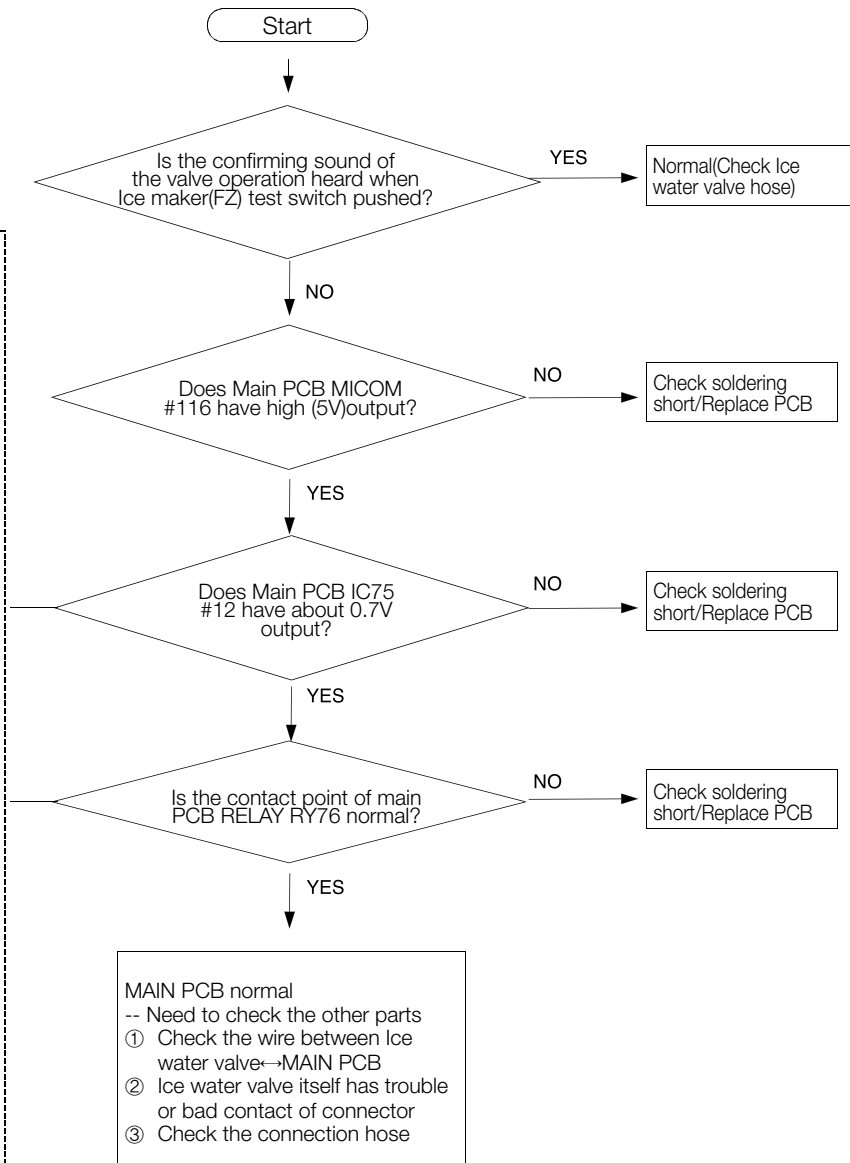 Start
Is the confirming sound of
the valve operation heard when
Ice maker(FZ) test switch pushed?
YES
Normal(Check Ice
water valve hose)
NO
Does Main PCB MICOM
#116 have high (5V)output?
NO
Check soldering
short/Replace PCB
YES
Does Main PCB IC75
#12 have about 0.7V
output?
NO
Check soldering
short/Replace PCB
YES
Is the contact point of main
PCB RELAY RY76 normal?
NO
Check soldering
short/Replace PCB
YES
MAIN PCB normal
-- Need to check the other parts
① Check the wire between Ice
water valve↔MAIN PCB
② Ice water valve itself has trouble
or bad contact of connector
③ Check the connection hose